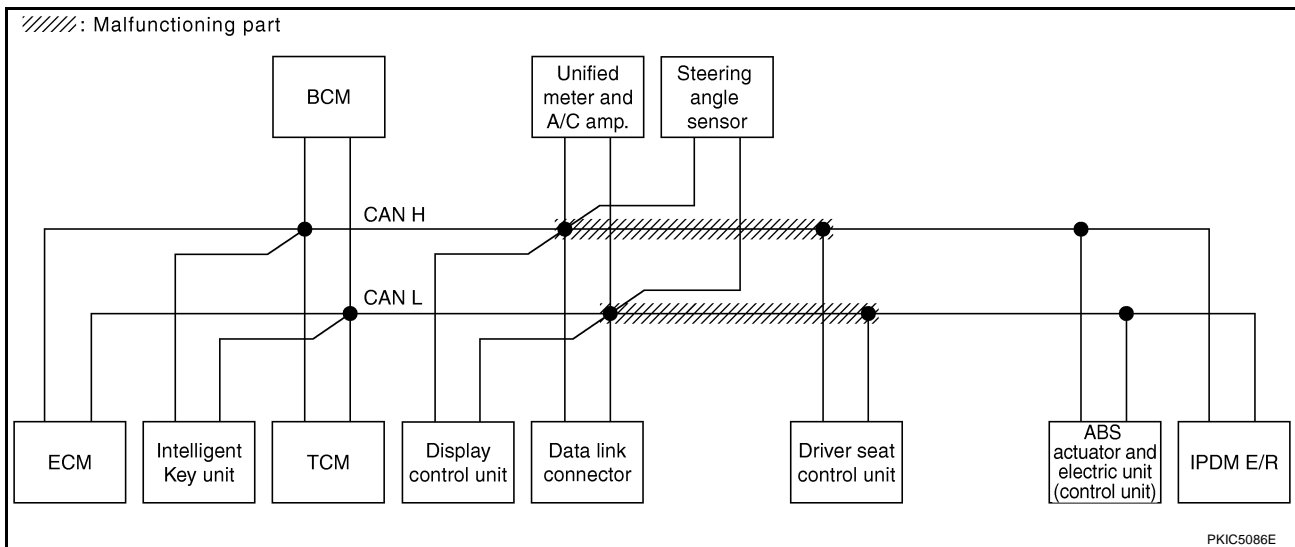 : Malfunctioning part
BCM
Unified
meter and
A/C amp.
Steering
angle
sensor
CAN H
CAN L
ECM
Intelligent
Key unit
TCM
Display
control unit
Data link
connector
Driver seat
control unit
ABS
actuator and
electric unit
(control unit)
IPDM E/R
PKIC5086E